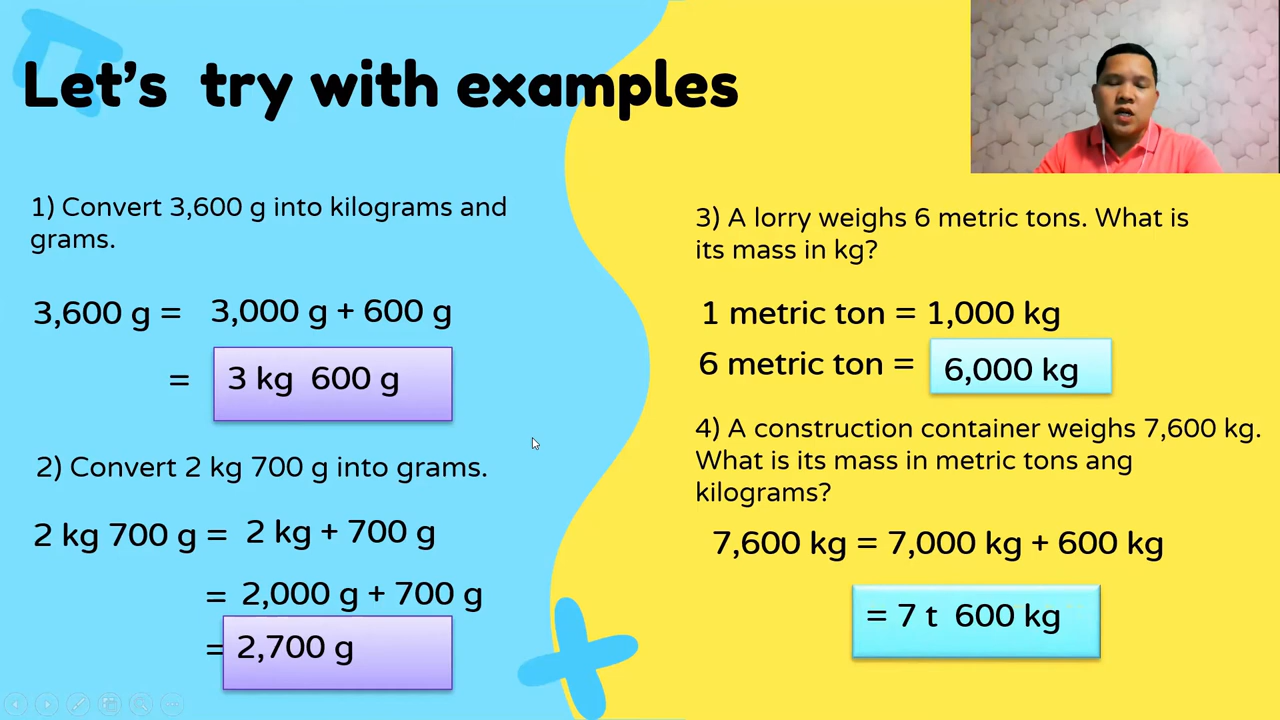 Let's try with examples
1) Convert 3,600 g into kilograms and
grams.
3,600 g = 3,000 g + 600 g
= 3 kg 600 g
2) Convert 2 kg 700 g into grams.
2 kg 700 g = 2 kg + 700 g
= 2,000 g + 700 g
= 2,700 g
3) A lorry weighs 6 metric tons. What is
its mass in kg?
1 metric ton = 1,000 kg
6 metric ton = 6,000 kg
4) A construction container weighs 7,600 kg.
What is its mass in metric tons ang
kilograms?
7,600 kg = 7,000 kg + 600 kg
= 7 t 600 kg